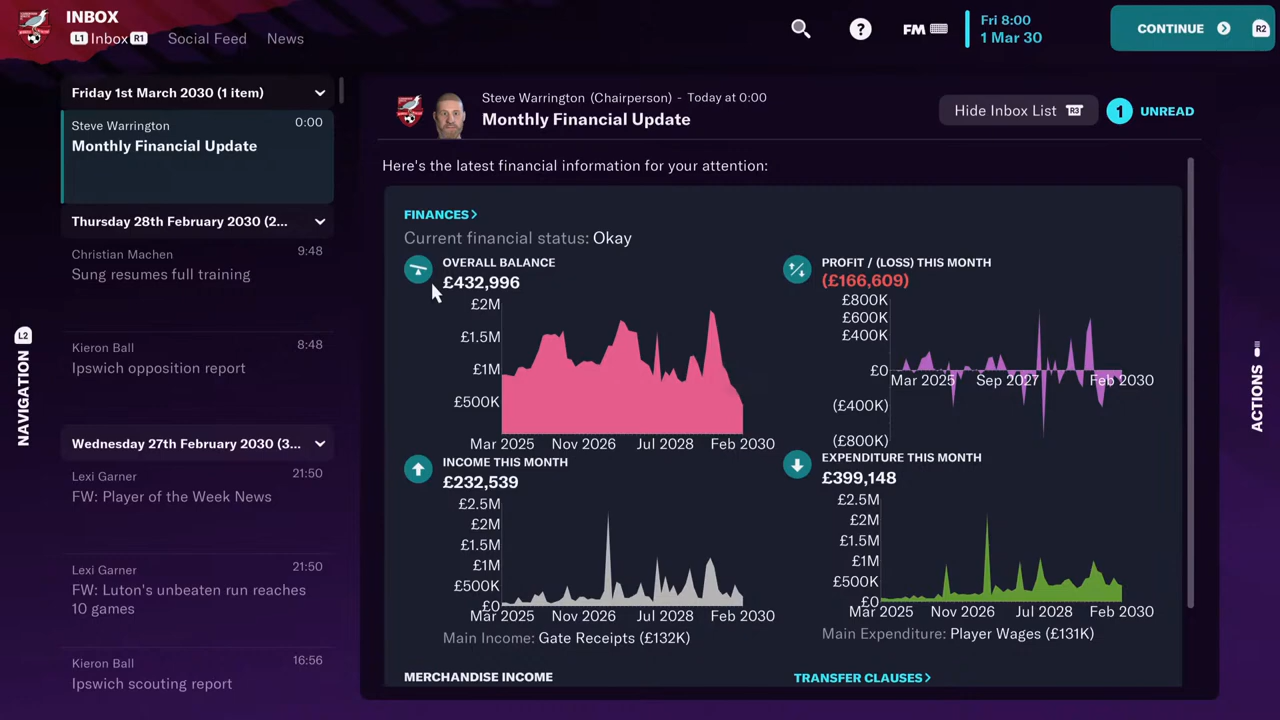 INBOX
L1 Inbox R1 Social Feed News
FM
Fri 8:00
1 Mar 30
CONTINUE R2
Friday 1st March 2030 (1 item)
Steve Warrington 0:00
Monthly Financial Update
Thursday 28th February 2030 (2...
Christian Machen 9:48
Sung resumes full training
Kieron Ball 8:48
Ipswich opposition report
Wednesday 27th February 2030 (3...
Lexi Garner 21:50
FW: Player of the Week News
Lexi Garner 21:50
FW: Luton's unbeaten run reaches
10 games
Kieron Ball 16:56
Ipswich scouting report
L2
NAVIGATION
Steve Warrington (Chairperson) - Today at 0:00
Monthly Financial Update
Hide Inbox List R3
1 UNREAD
Here's the latest financial information for your attention:
FINANCES >
Current financial status: Okay
OVERALL BALANCE
£432,996
£2M
£1.5M
£1M
£500K
Mar 2025 Nov 2026 Jul 2028 Feb 2030
PROFIT / (LOSS) THIS MONTH
(£166,609)
£800K
£600K
£400K
£0
(£400K)
(£800K)
Mar 2025 Sep 2027 Feb 2030
INCOME THIS MONTH
£232,539
£2.5M
£2M
£1.5M
£1M
£500K
£0
Mar 2025 Nov 2026 Jul 2028 Feb 2030
Main Income: Gate Receipts (£132K)
EXPENDITURE THIS MONTH
£399,148
£2.5M
£2M
£1.5M
£1M
£500K
£0
Mar 2025 Nov 2026 Jul 2028 Feb 2030
Main Expenditure: Player Wages (£131K)
MERCHANDISE INCOME
TRANSFER CLAUSES >
ACTIONS